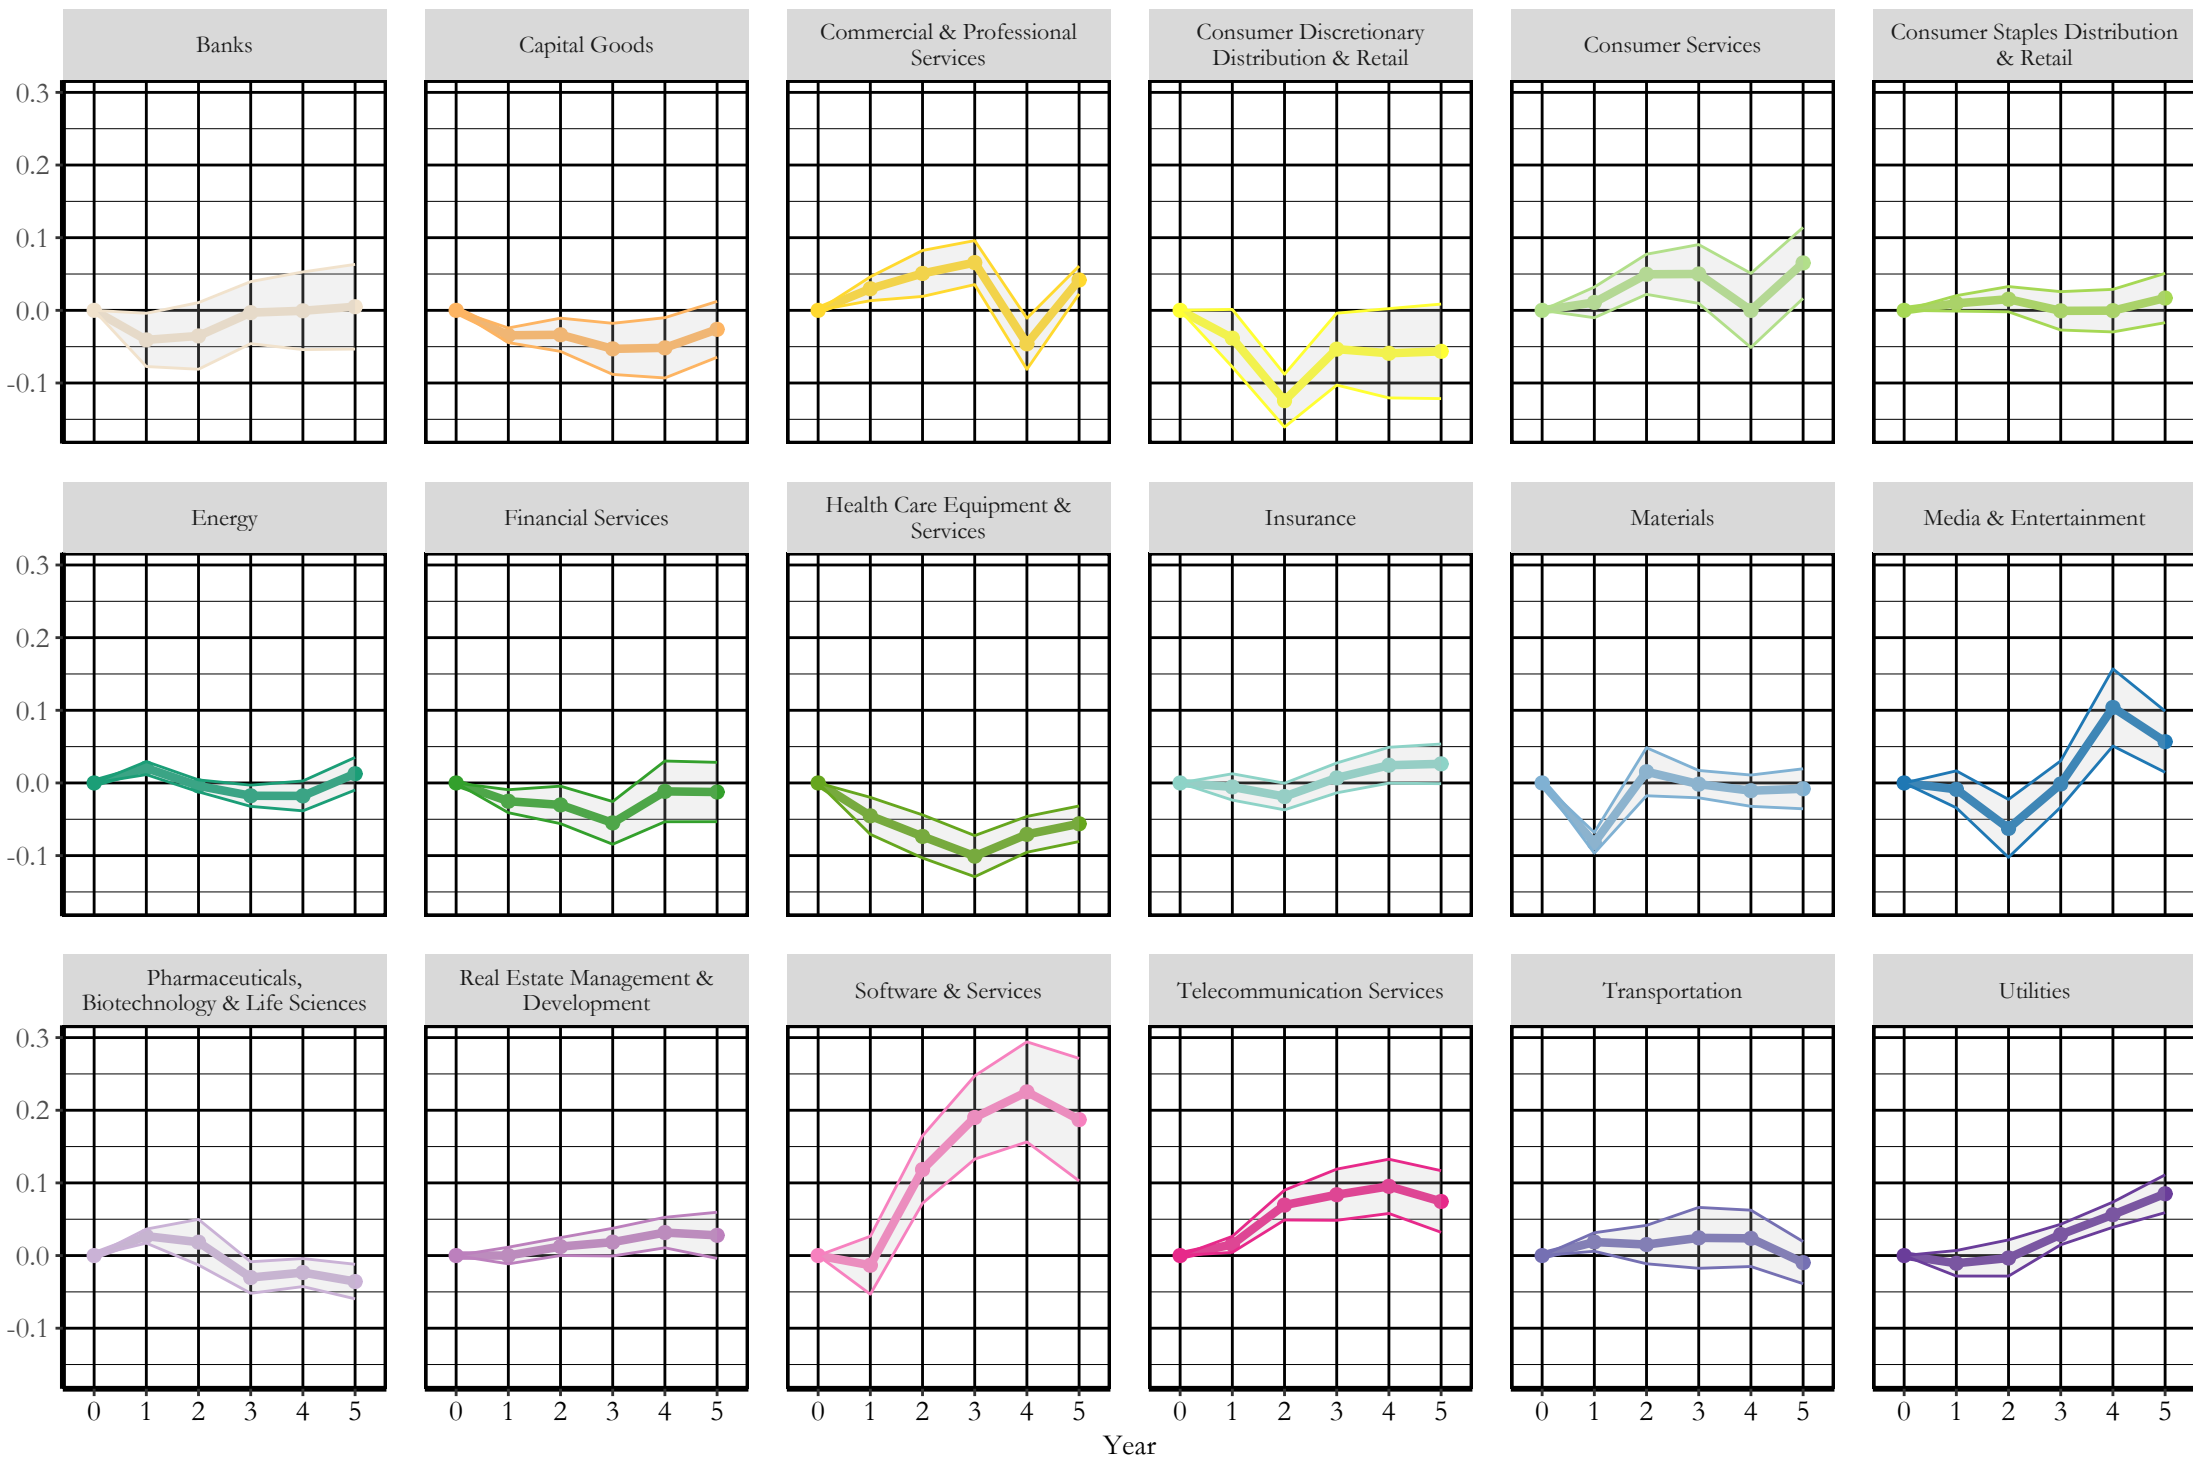 Banks
Capital Goods
Commercial & Professional
Services
Consumer Discretionary
Distribution & Retail
Consumer Services
Consumer Staples Distribution
& Retail
0.3
0.2
0.1
0.0
-0.1
Energy
Financial Services
Health Care Equipment &
Services
Insurance
Materials
Media & Entertainment
0.3
0.2
0.1
0.0
-0.1
Pharmaceuticals,
Biotechnology & Life Sciences
Real Estate Management &
Development
Software & Services
Telecommunication Services
Transportation
Utilities
0.3
0.2
0.1
0.0
-0.1
0 1 2 3 4 5
0 1 2 3 4 5
0 1 2 3 4 5
0 1 2 3 4 5
0 1 2 3 4 5
0 1 2 3 4 5
Year